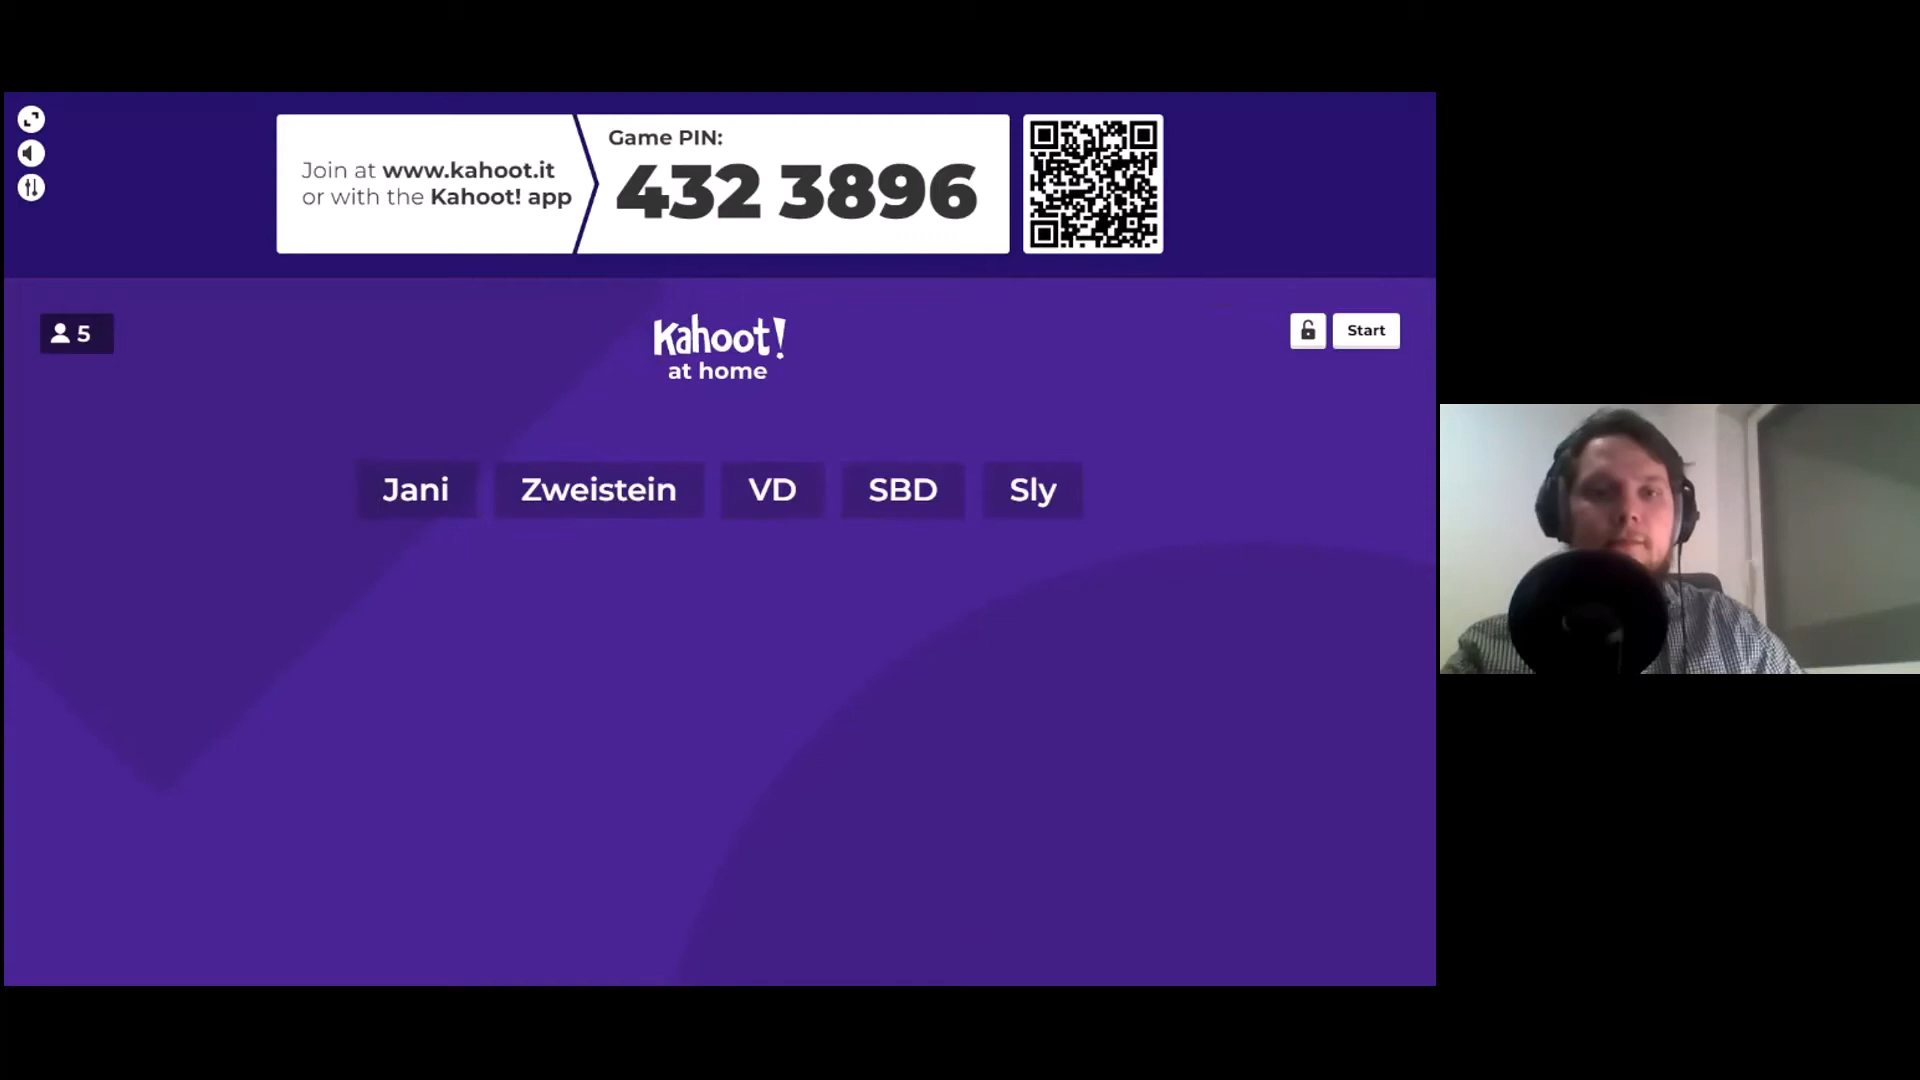 Join at www.kahoot.it
or with the Kahoot! app
Game PIN:
432 3896
5
Kahoot!
at home
Start
Jani
Zweistein
VD
SBD
Sly